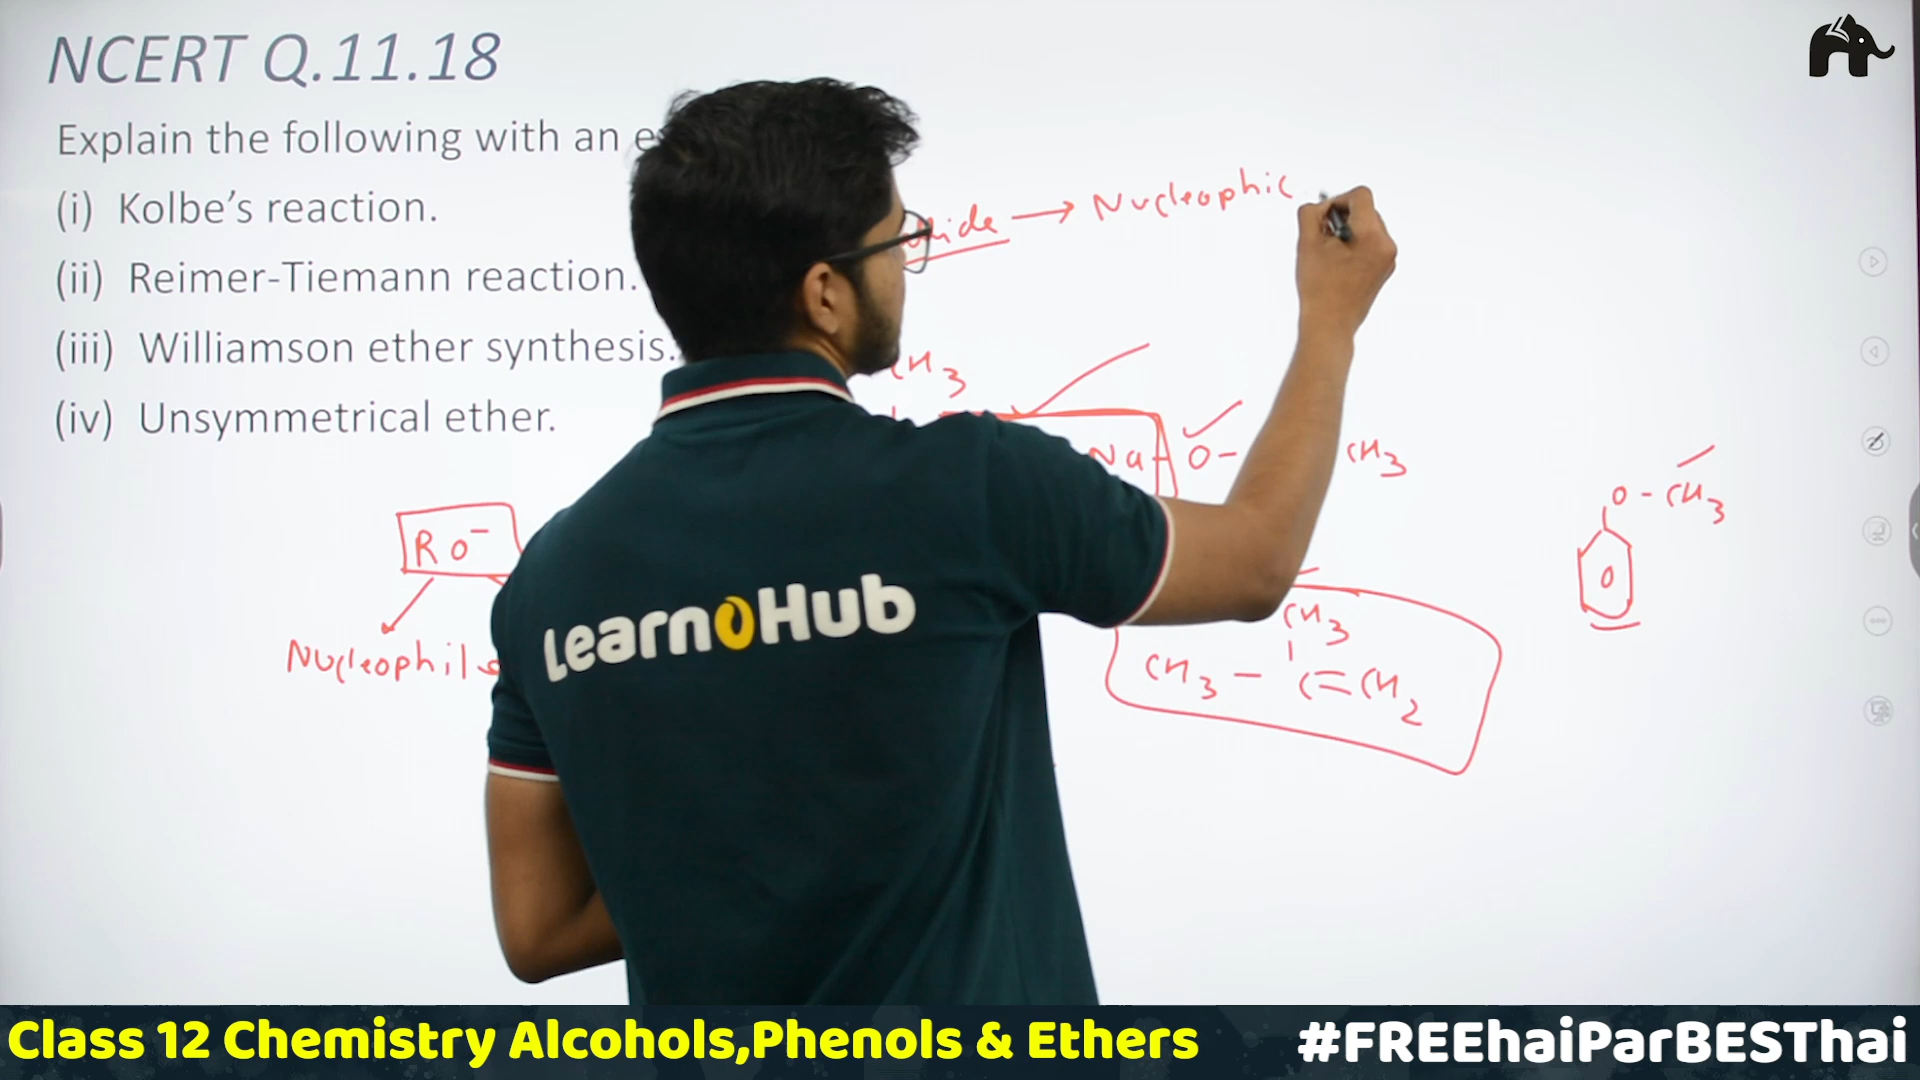 NCERT Q.11.18
Explain the following with an
(i) Kolbe's reaction.
(ii) Reimer-Tiemann reaction.
(iii) Williamson ether synthesis.
(iv) Unsymmetrical ether.
→ Nucleophic
CH3
Na O- CH3
O-CH3
RO⁻
Nucleophile
CH3
CH3 - C=CH2
LearnoHub
Class 12 Chemistry Alcohols,Phenols & Ethers
#FREEhaiParBESThai